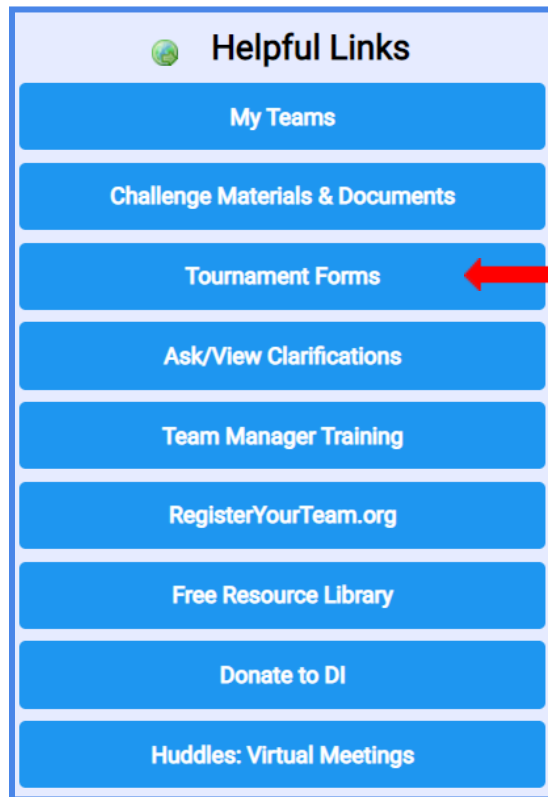 Helpful Links
My Teams
Challenge Materials & Documents
Tournament Forms
Ask/View Clarifications
Team Manager Training
RegisterYourTeam.org
Free Resource Library
Donate to DI
Huddles: Virtual Meetings